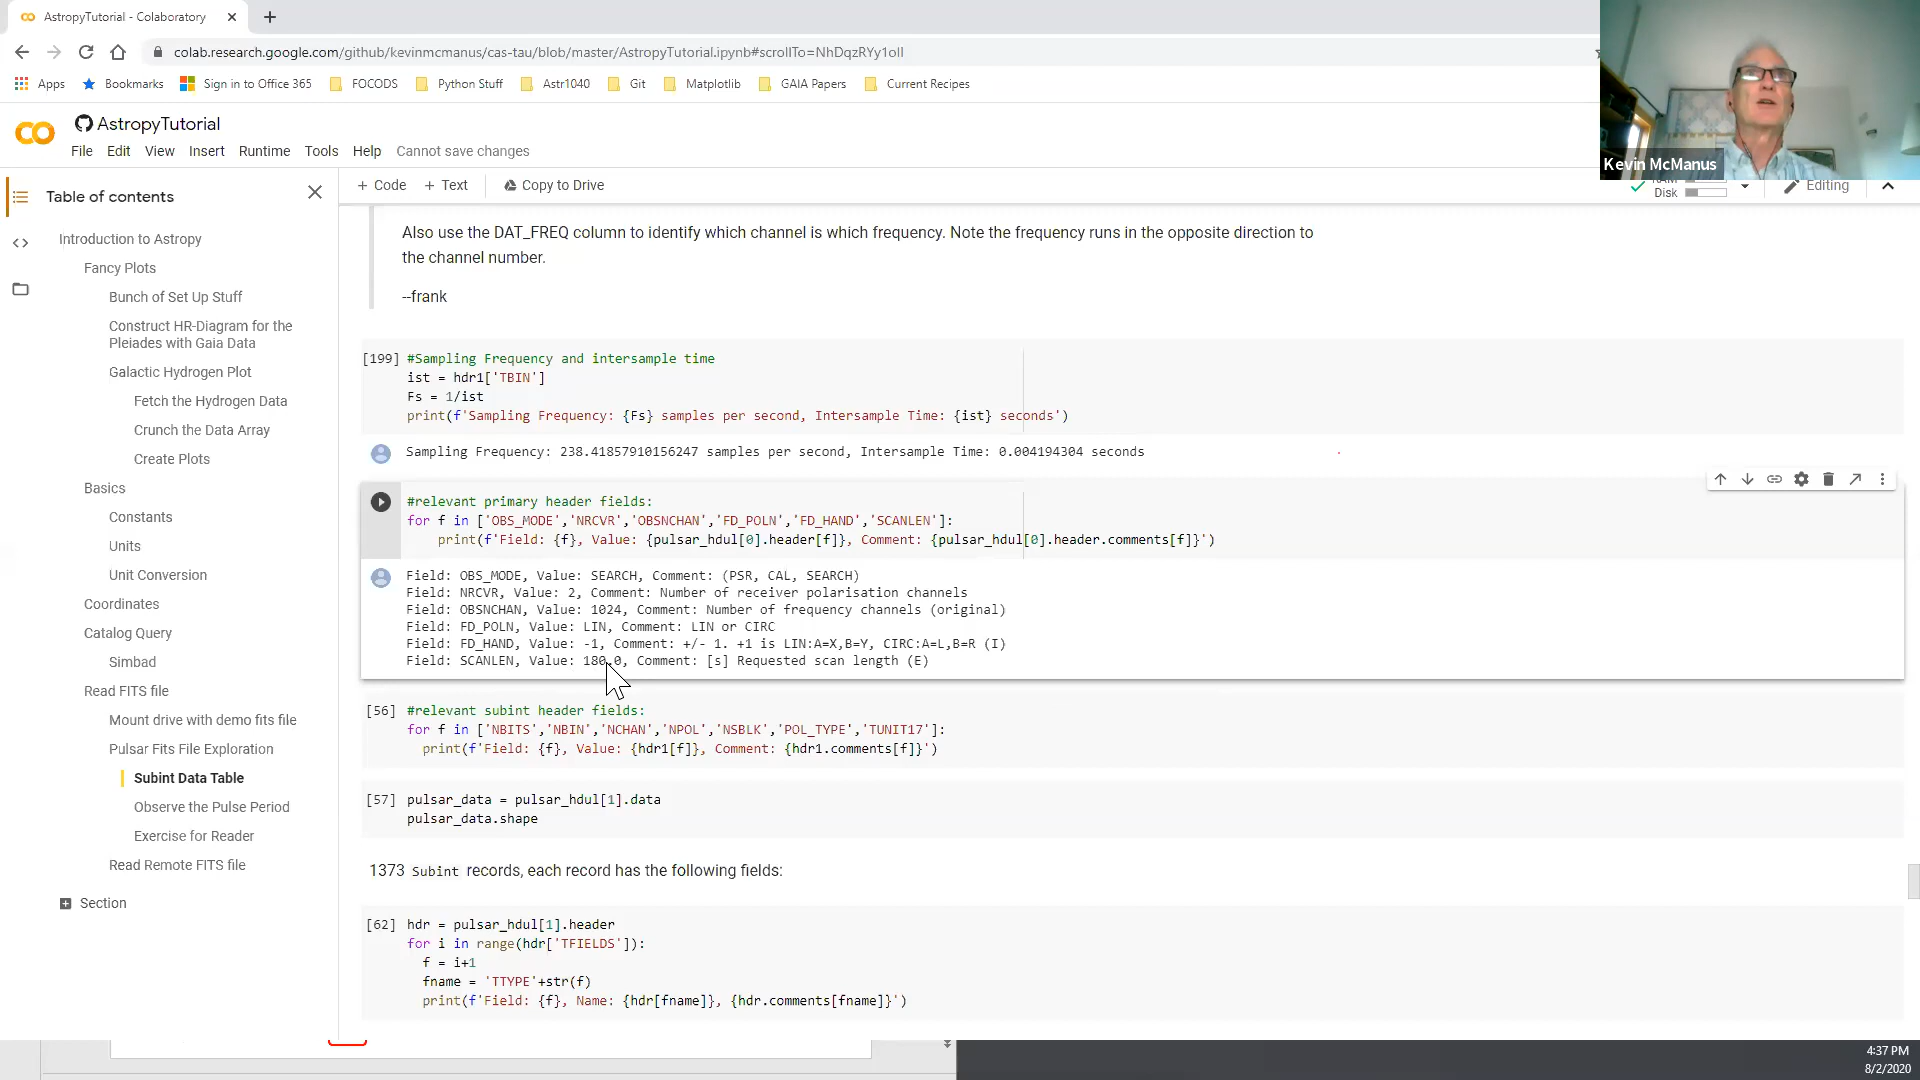 AstropyTutorial - Colaboratory
colab.research.google.com/github/kevinmcmanus/cas-tau/blob/master/AstropyTutorial.ipynb#scrollTo=NhDqzRYy1oII
Apps
Bookmarks
Sign in to Office 365
FOCODS
Python Stuff
Astr1040
Git
Matplotlib
GAIA Papers
Current Recipes
AstropyTutorial
File Edit View Insert Runtime Tools Help Cannot save changes
Kevin McManus
+ Code + Text Copy to Drive
Disk
Editing
Table of contents
Introduction to Astropy
Fancy Plots
Bunch of Set Up Stuff
Construct HR-Diagram for the
Pleiades with Gaia Data
Galactic Hydrogen Plot
Fetch the Hydrogen Data
Crunch the Data Array
Create Plots
Basics
Constants
Units
Unit Conversion
Coordinates
Catalog Query
Simbad
Read FITS file
Mount drive with demo fits file
Pulsar Fits File Exploration
Subint Data Table
Observe the Pulse Period
Exercise for Reader
Read Remote FITS file
Section
Also use the DAT_FREQ column to identify which channel is which frequency. Note the frequency runs in the opposite direction to
the channel number.
--frank
[199] #Sampling Frequency and intersample time
ist = hdr1['TBIN']
Fs = 1/ist
print(f'Sampling Frequency: {Fs} samples per second, Intersample Time: {ist} seconds')
Sampling Frequency: 238.41857910156247 samples per second, Intersample Time: 0.004194304 seconds
#relevant primary header fields:
for f in ['OBS_MODE','NRCVR','OBSNCHAN','FD_POLN','FD_HAND','SCANLEN']:
print(f'Field: {f}, Value: {pulsar_hdul[0].header[f]}, Comment: {pulsar_hdul[0].header.comments[f]}')
Field: OBS_MODE, Value: SEARCH, Comment: (PSR, CAL, SEARCH)
Field: NRCVR, Value: 2, Comment: Number of receiver polarisation channels
Field: OBSNCHAN, Value: 1024, Comment: Number of frequency channels (original)
Field: FD_POLN, Value: LIN, Comment: LIN or CIRC
Field: FD_HAND, Value: -1, Comment: +/- 1. +1 is LIN:A=X,B=Y, CIRC:A=L,B=R (I)
Field: SCANLEN, Value: 180.0, Comment: [s] Requested scan length (E)
[56] #relevant subint header fields:
for f in ['NBITS','NBIN','NCHAN','NPOL','NSBLK','POL_TYPE','TUNIT17']:
print(f'Field: {f}, Value: {hdr1[f]}, Comment: {hdr1.comments[f]}')
[57] pulsar_data = pulsar_hdul[1].data
pulsar_data.shape
1373 Subint records, each record has the following fields:
[62] hdr = pulsar_hdul[1].header
for i in range(hdr['TFIELDS']):
f = i+1
fname = 'TTYPE'+str(f)
print(f'Field: {f}, Name: {hdr[fname]}, {hdr.comments[fname]}')
4:37 PM
8/2/2020